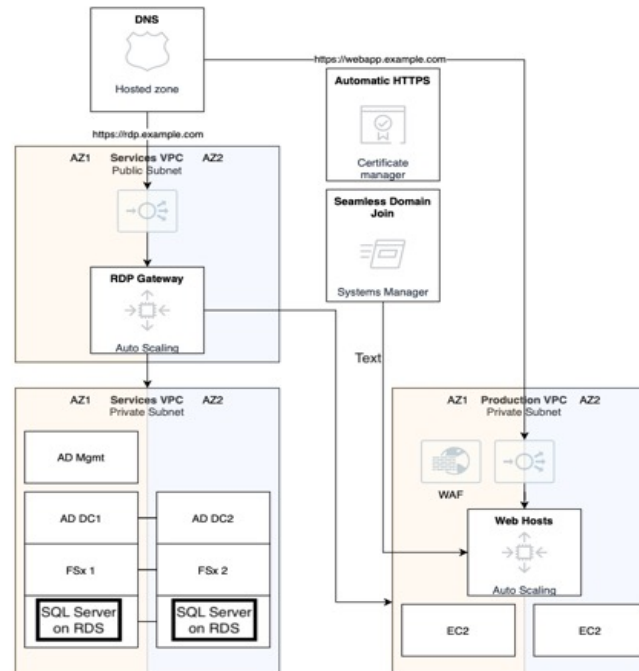 DNS
Hosted zone
https://webapp.example.com
Automatic HTTPS
Certificate
manager
https://rdp.example.com
AZ1 Services VPC AZ2
Public Subnet
Seamless Domain
Join
Systems Manager
RDP Gateway
Auto Scaling
Text
AZ1 Services VPC AZ2
Private Subnet
AD Mgmt
AD DC1
AD DC2
FSx 1
FSx 2
SQL Server
on RDS
SQL Server
on RDS
AZ1 Production VPC AZ2
Private Subnet
WAF
Web Hosts
Auto Scaling
EC2
EC2